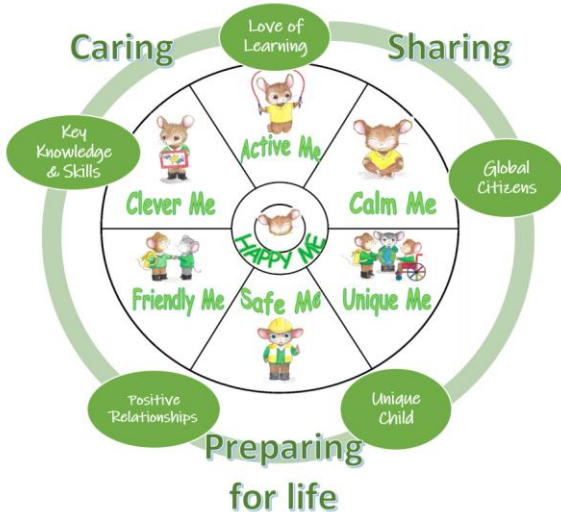 Love of
Learning
Caring
Sharing
Key
Knowledge
& Skills
Global
Citizens
Active Me
Clever Me
Calm Me
HAPPY ME
Friendly Me
Safe Me
Unique Me
Positive
Relationships
Unique
Child
Preparing
for life